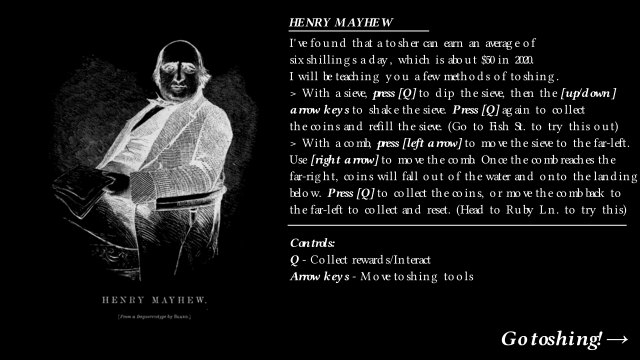 HENRY MAYHEW
I've found that a tosher can earn an average of
six shillings a day, which is about $50 in 2020.
I will be teaching you a few methods of toshing.
> With a sieve, press [Q] to dip the sieve, then the [up/down]
arrow keys to shake the sieve. Press [Q] again to collect
the coins and refill the sieve. (Go to Fish St. to try this out)
> With a comb, press [left arrow] to move the sieve to the far-left.
Use [right arrow] to move the comb. Once the comb reaches the
far-right, coins will fall out of the water and onto the landing
below. Press [Q] to collect the coins, or move the comb back to
the far-left to collect and reset. (Head to Ruby Ln. to try this)
Controls:
Q - Collect rewards/Interact
Arrow keys - Move toshing tools
HENRY MAYHEW.
[From a Daguerreotype by Beard.]
Go toshing! →